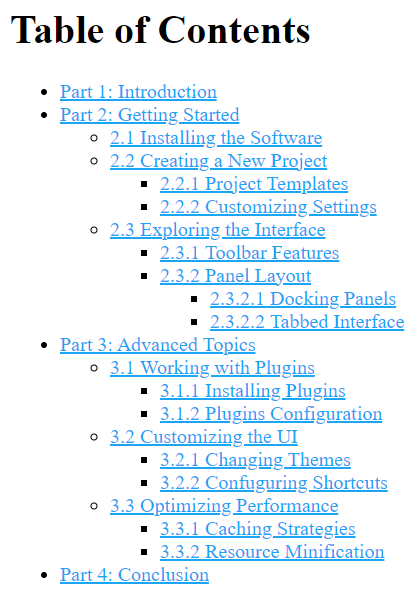 Table of Contents
Part 1: Introduction
Part 2: Getting Started
2.1 Installing the Software
2.2 Creating a New Project
2.2.1 Project Templates
2.2.2 Customizing Settings
2.3 Exploring the Interface
2.3.1 Toolbar Features
2.3.2 Panel Layout
2.3.2.1 Docking Panels
2.3.2.2 Tabbed Interface
Part 3: Advanced Topics
3.1 Working with Plugins
3.1.1 Installing Plugins
3.1.2 Plugins Configuration
3.2 Customizing the UI
3.2.1 Changing Themes
3.2.2 Confuguring Shortcuts
3.3 Optimizing Performance
3.3.1 Caching Strategies
3.3.2 Resource Minification
Part 4: Conclusion